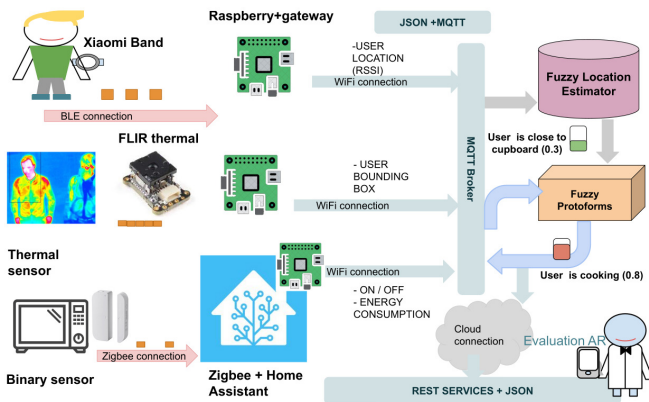 Raspberry+gateway
JSON +MQTT
Xiaomi Band
-USER
LOCATION
(RSSI)
WiFi connection
Fuzzy Location
Estimator
BLE connection
FLIR thermal
MQTT Broker
User is close to
cupboard (0.3)
- USER
BOUNDING
BOX
WiFi connection
Fuzzy
Protoforms
Thermal
sensor
WiFi connection
User is cooking (0.8)
- ON / OFF
- ENERGY
CONSUMPTION
Cloud
connection
Evaluation AR
Zigbee connection
Binary sensor
Zigbee + Home
Assistant
REST SERVICES + JSON